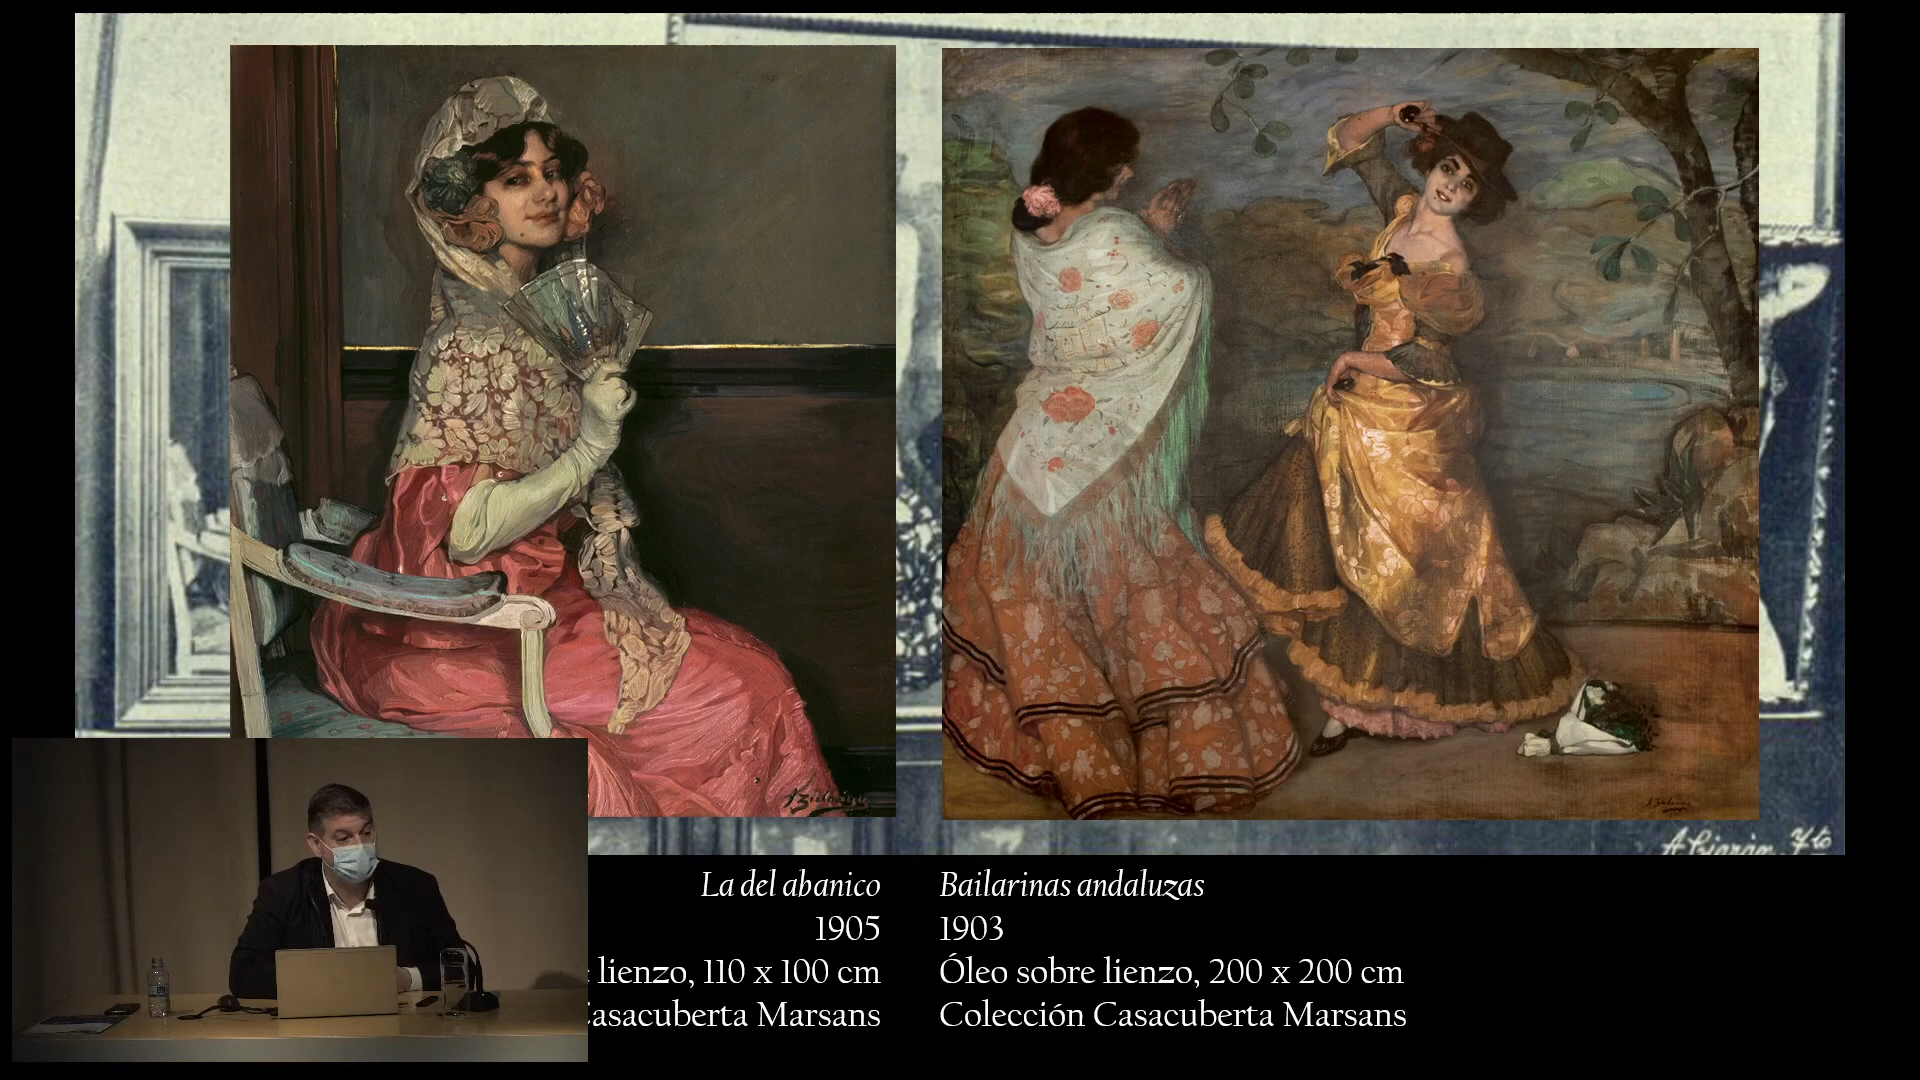 La del abanico
1905
lienzo, 110 x 100 cm
Casacuberta Marsans
Bailarinas andaluzas
1903
Óleo sobre lienzo, 200 x 200 cm
Colección Casacuberta Marsans